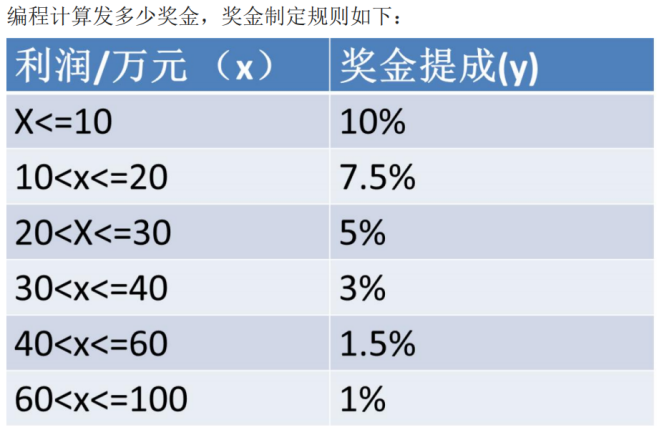 编程计算发多少奖金，奖金制定规则如下：
利润/万元 （x） 奖金提成(y)
X<=10 10%
10<x<=20 7.5%
20<X<=30 5%
30<x<=40 3%
40<x<=60 1.5%
60<x<=100 1%